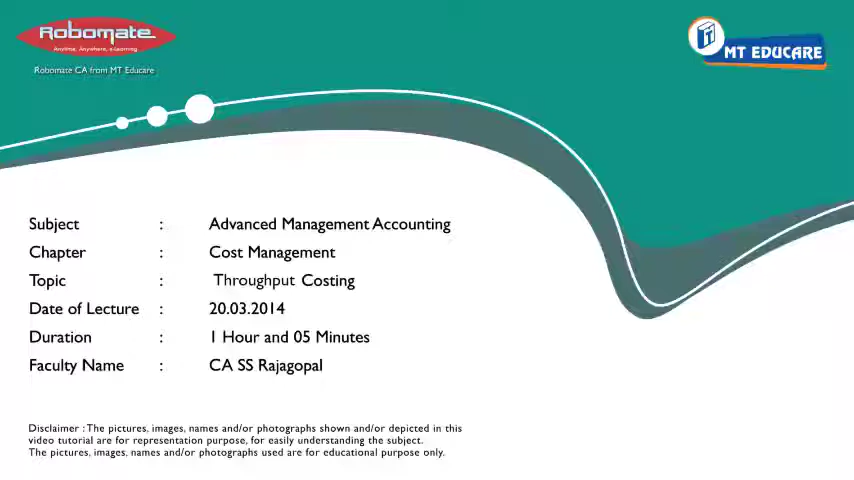 Robomate
Anytime, Anywhere, e-Learning
Robomate CA from MT Educare
MT EDUCARE
Subject : Advanced Management Accounting
Chapter : Cost Management
Topic : Throughput Costing
Date of Lecture : 20.03.2014
Duration : 1 Hour and 05 Minutes
Faculty Name : CA SS Rajagopal
Disclaimer : The pictures, images, names and/or photographs shown and/or depicted in this
video tutorial are for representation purpose, for easily understanding the subject.
The pictures, images, names and/or photographs used are for educational purpose only.